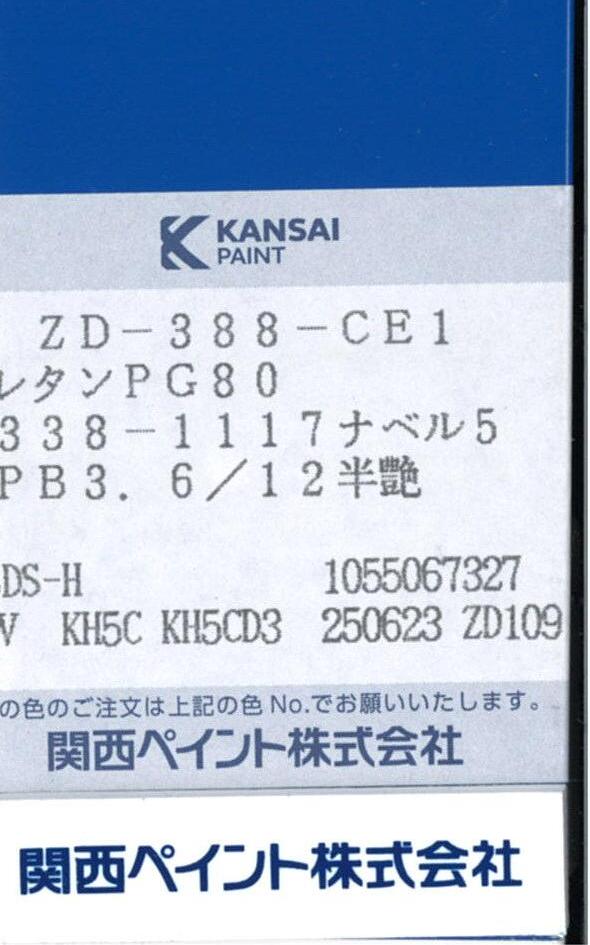 KANSAI
PAINT
ZD-388-CE1
レタンPG80
338-1117ナベル5
PB3.6/12半艶
DS-H 1055067327
V KH5C KH5CD3 250623 ZD109
の色のご注文は上記の色No.でお願いいたします。
関西ペイント株式会社
関西ペイント株式会社